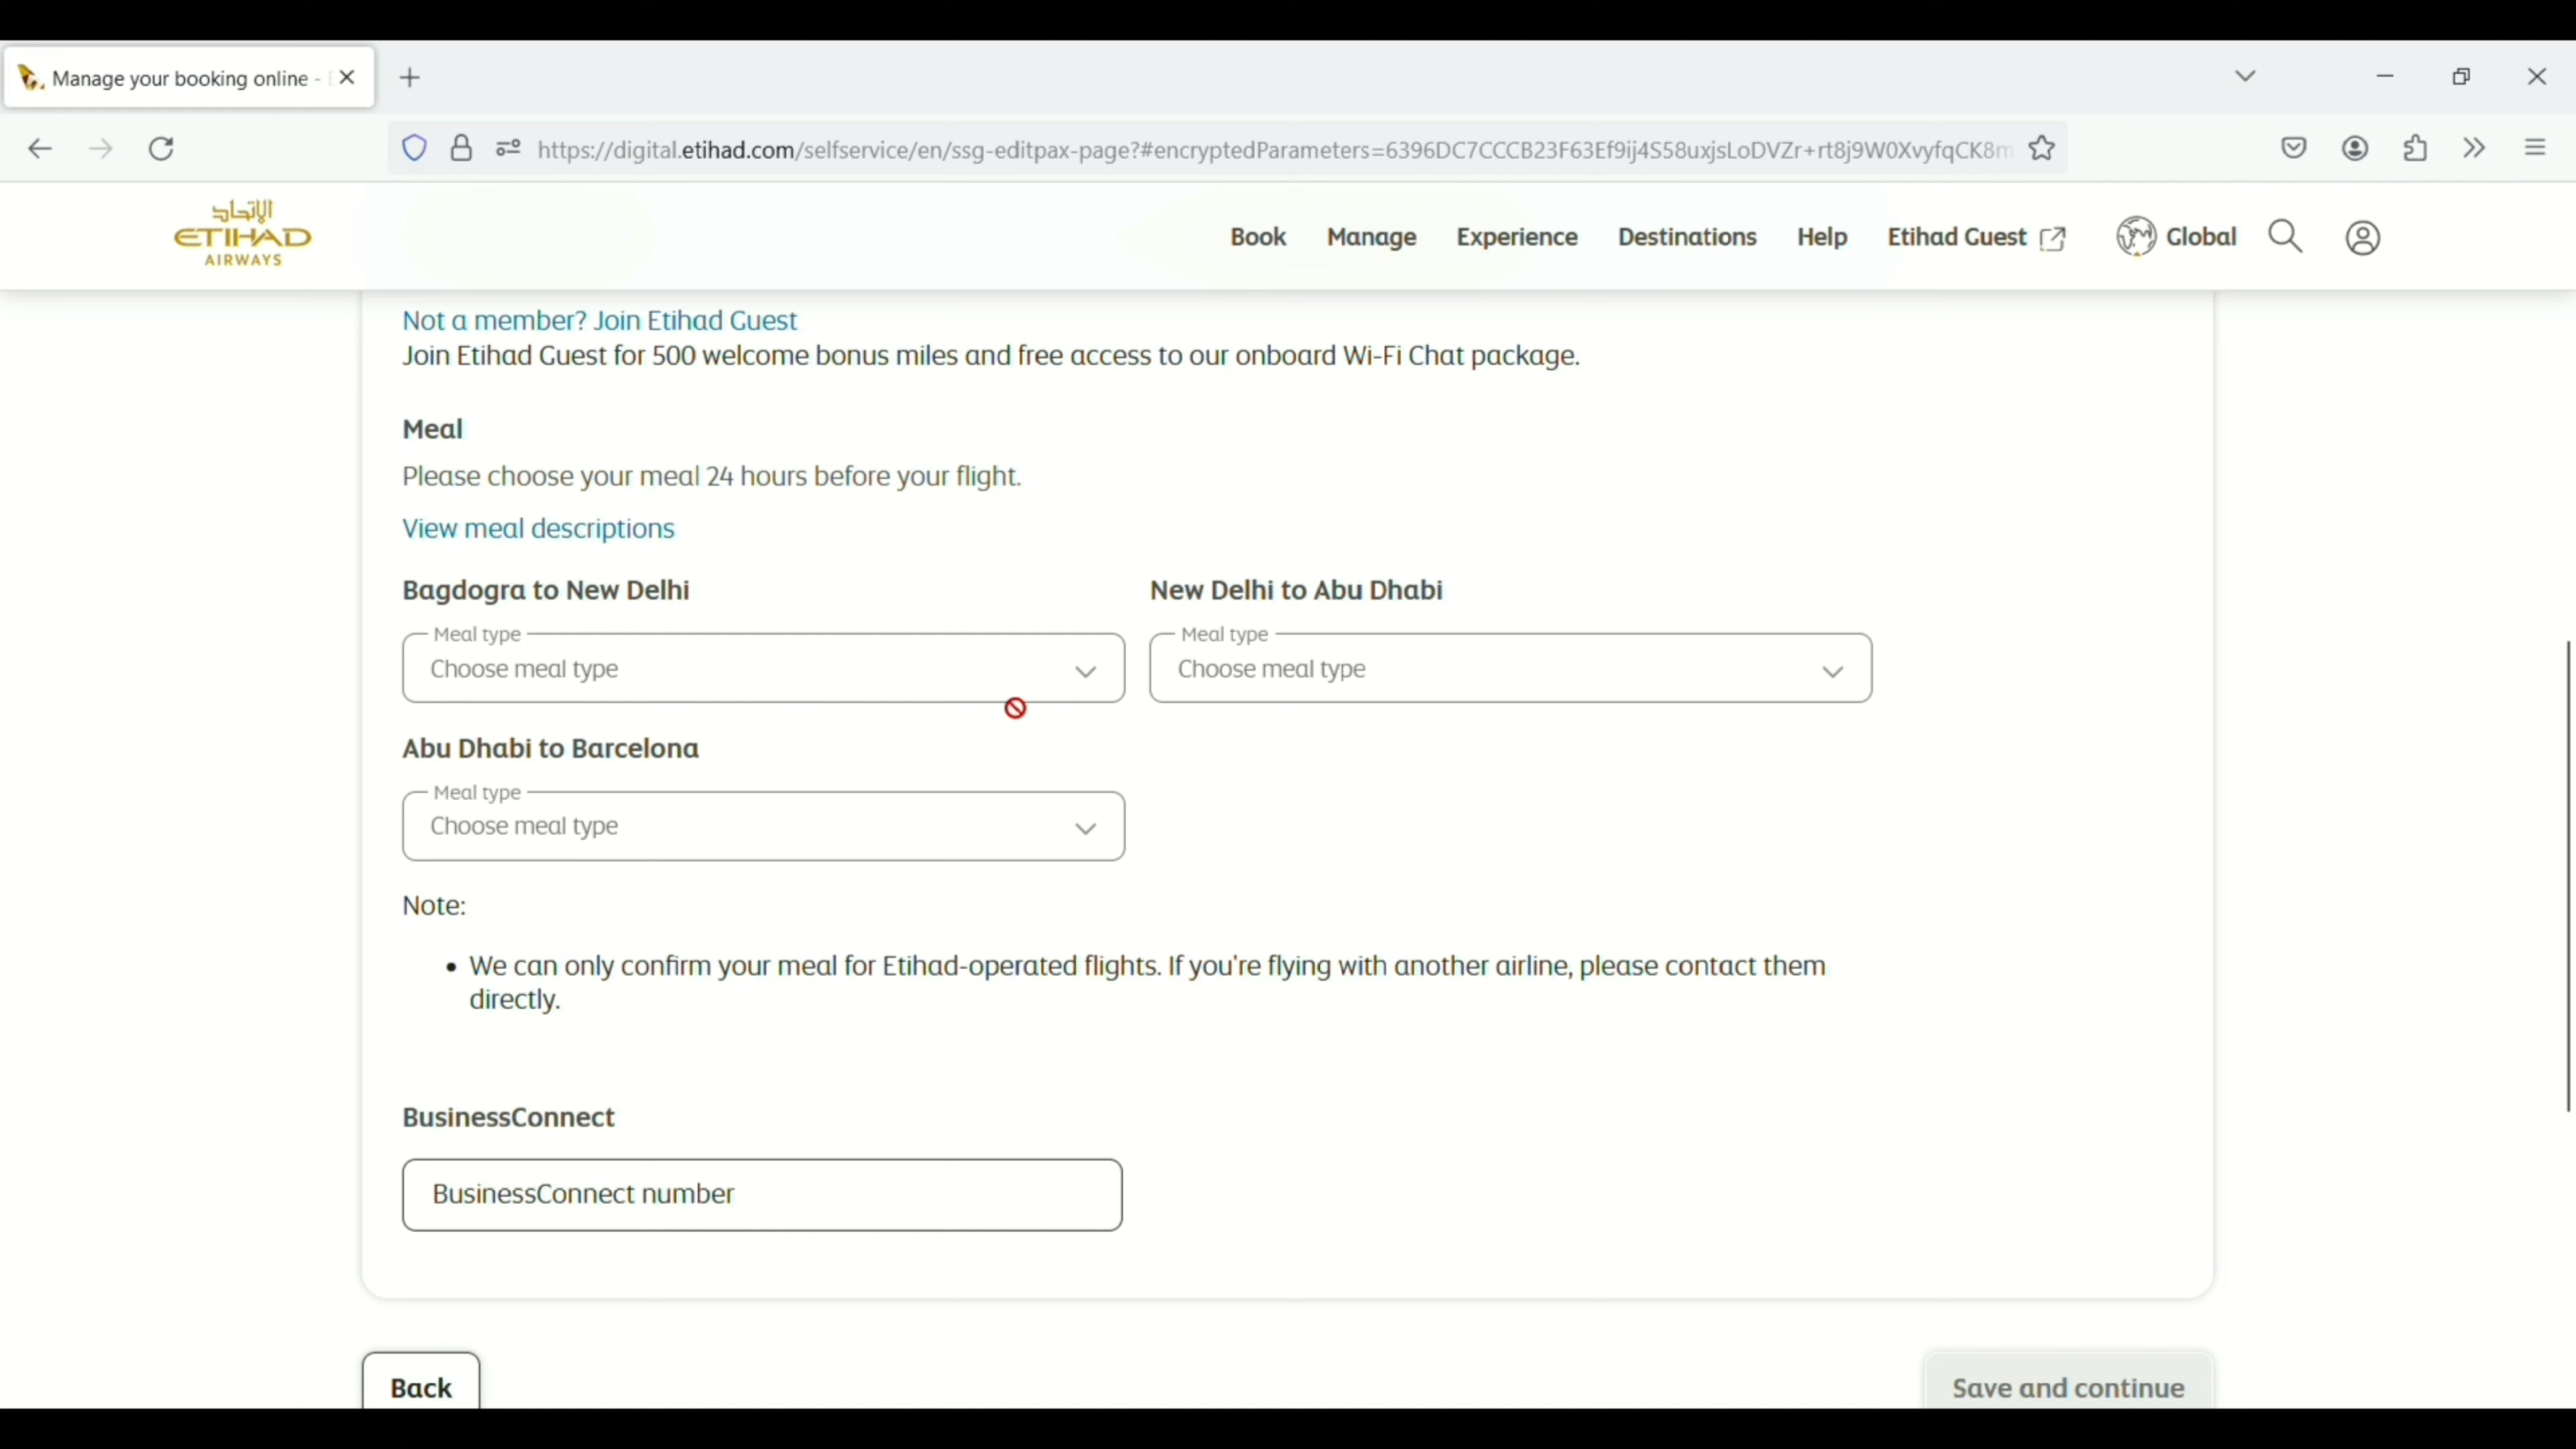 Manage your booking online -
https://digital.etihad.com/selfservice/en/ssg-editpax-page?#encryptedParameters=6396DC7CCCB23F63Ef9ij4S58uxjsLoDVZr+rt8j9W0XvyfqCK8m
الإتحاد
ETIHAD
AIRWAYS
Book Manage Experience Destinations Help Etihad Guest Global
Not a member? Join Etihad Guest
Join Etihad Guest for 500 welcome bonus miles and free access to our onboard Wi-Fi Chat package.
Meal
Please choose your meal 24 hours before your flight.
View meal descriptions
Bagdogra to New Delhi New Delhi to Abu Dhabi
Meal type Meal type
Choose meal type Choose meal type
Abu Dhabi to Barcelona
Meal type
Choose meal type
Note:
• We can only confirm your meal for Etihad-operated flights. If you're flying with another airline, please contact them
directly.
BusinessConnect
BusinessConnect number
Back Save and continue